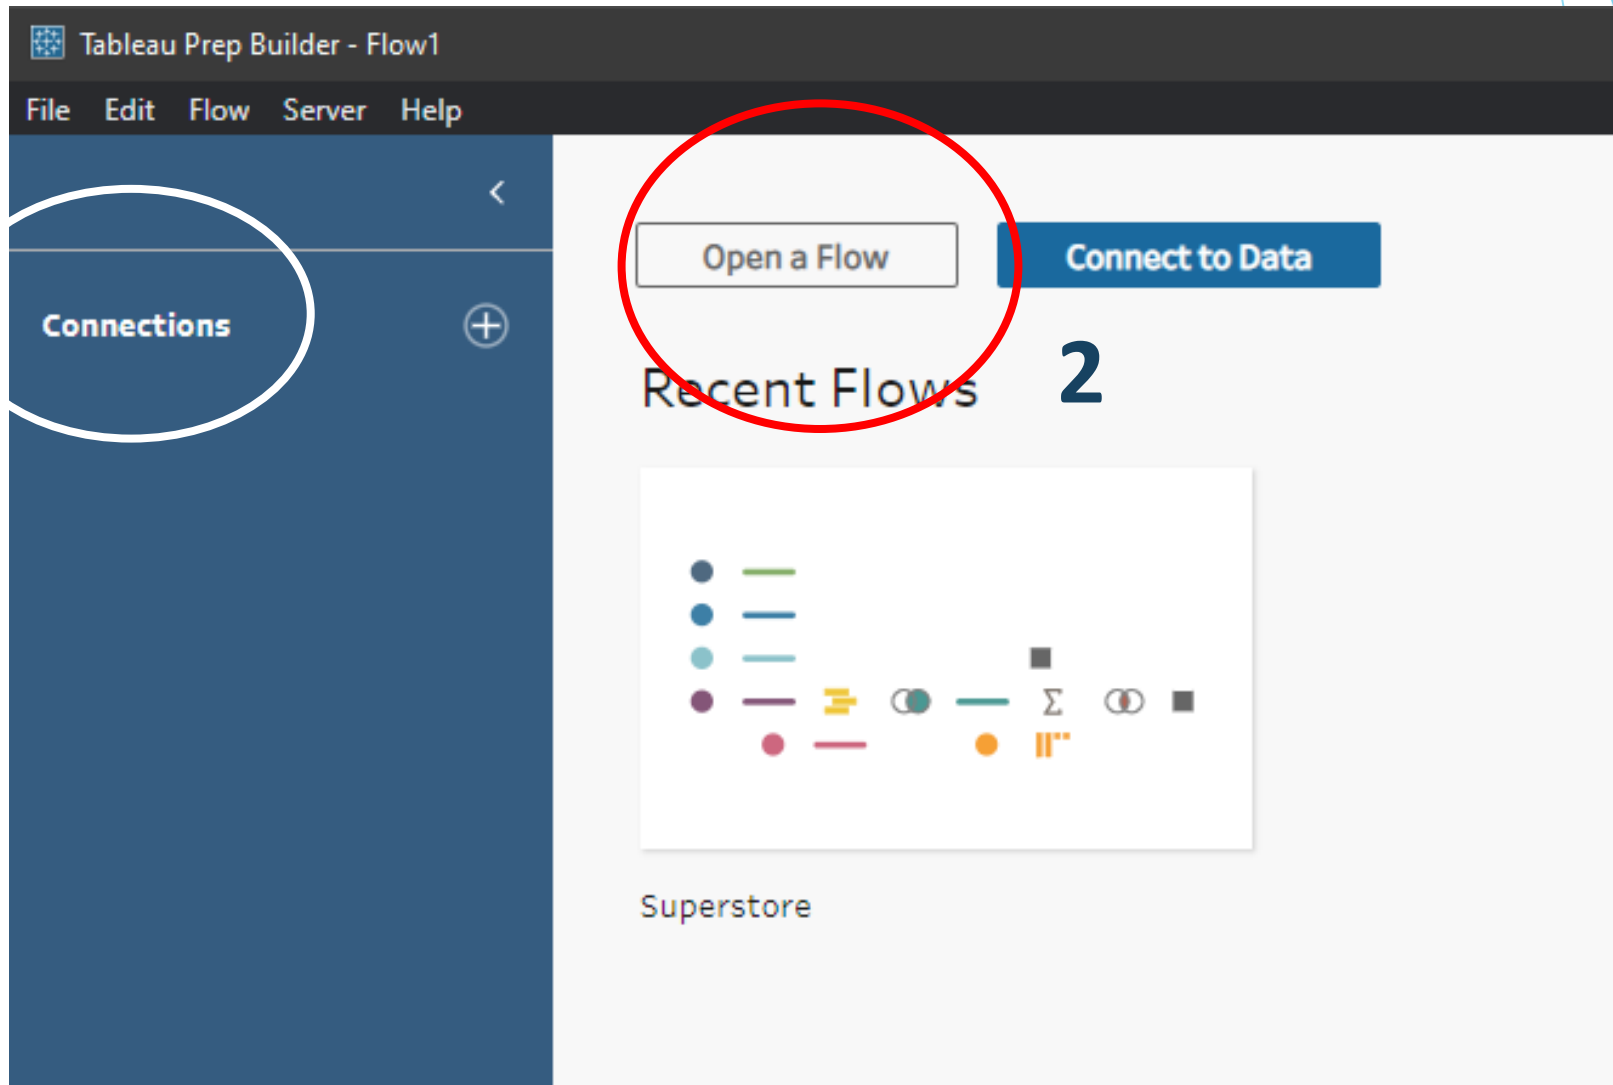 Tableau Prep Builder - Flow1
File Edit Flow Server Help
Connections
Open a Flow
Connect to Data
2
Recent Flows
Superstore